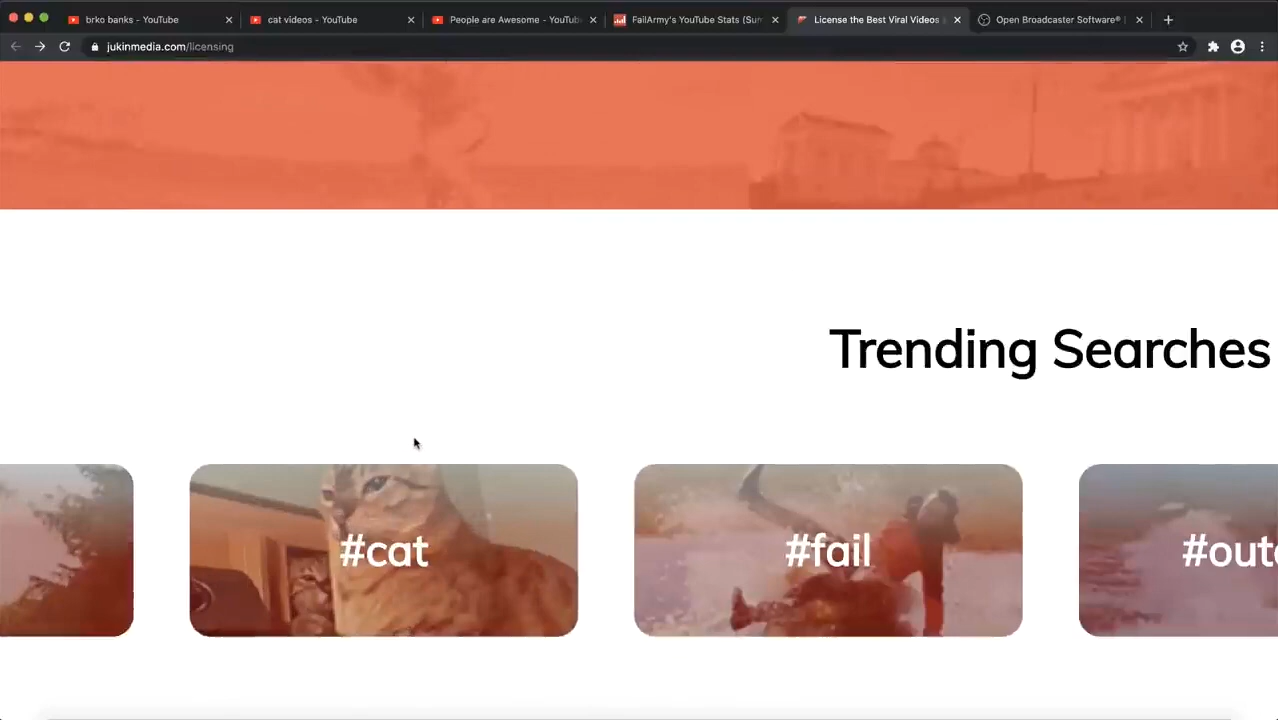 brko banks - YouTube
cat videos - YouTube
People are Awesome - YouTub
FailArmy's YouTube Stats (Sum
License the Best Viral Videos
Open Broadcaster Software®
jukinmedia.com/licensing
Trending Searches
#cat
#fail
#out